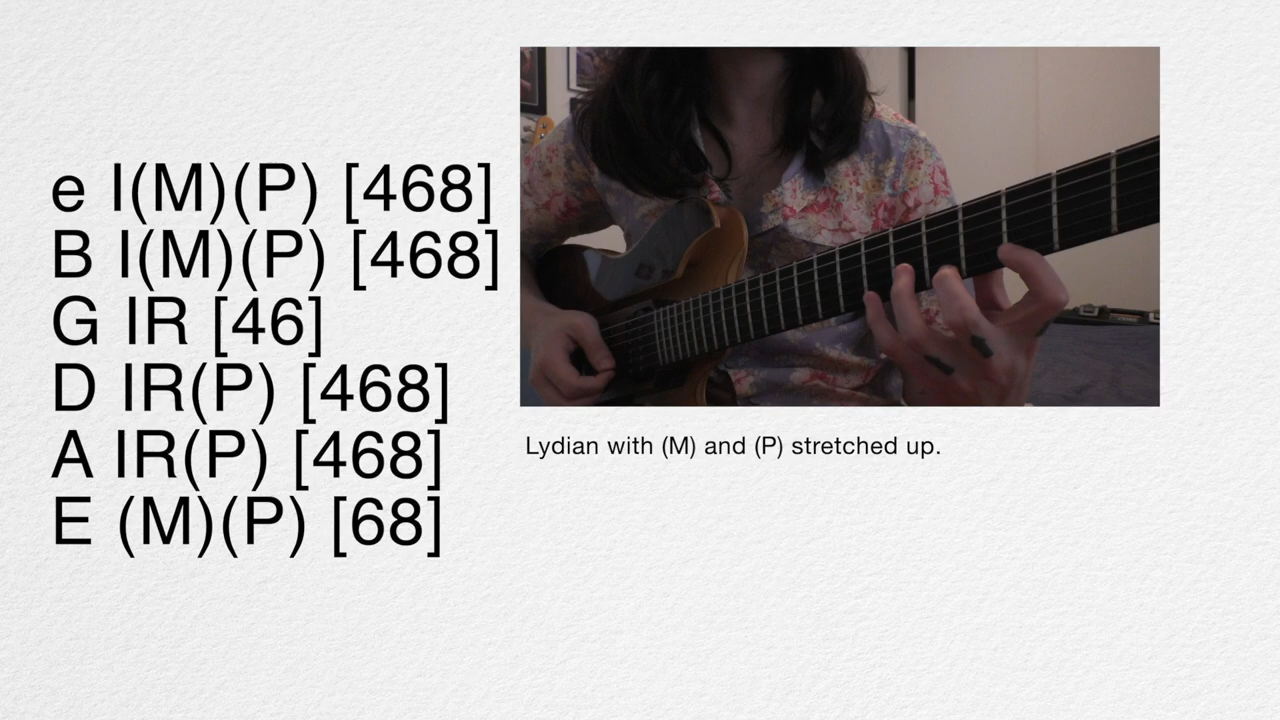 e I(M)(P) [468]
B I(M)(P) [468]
G IR [46]
D IR(P) [468]
A IR(P) [468]
E (M)(P) [68]
Lydian with (M) and (P) stretched up.